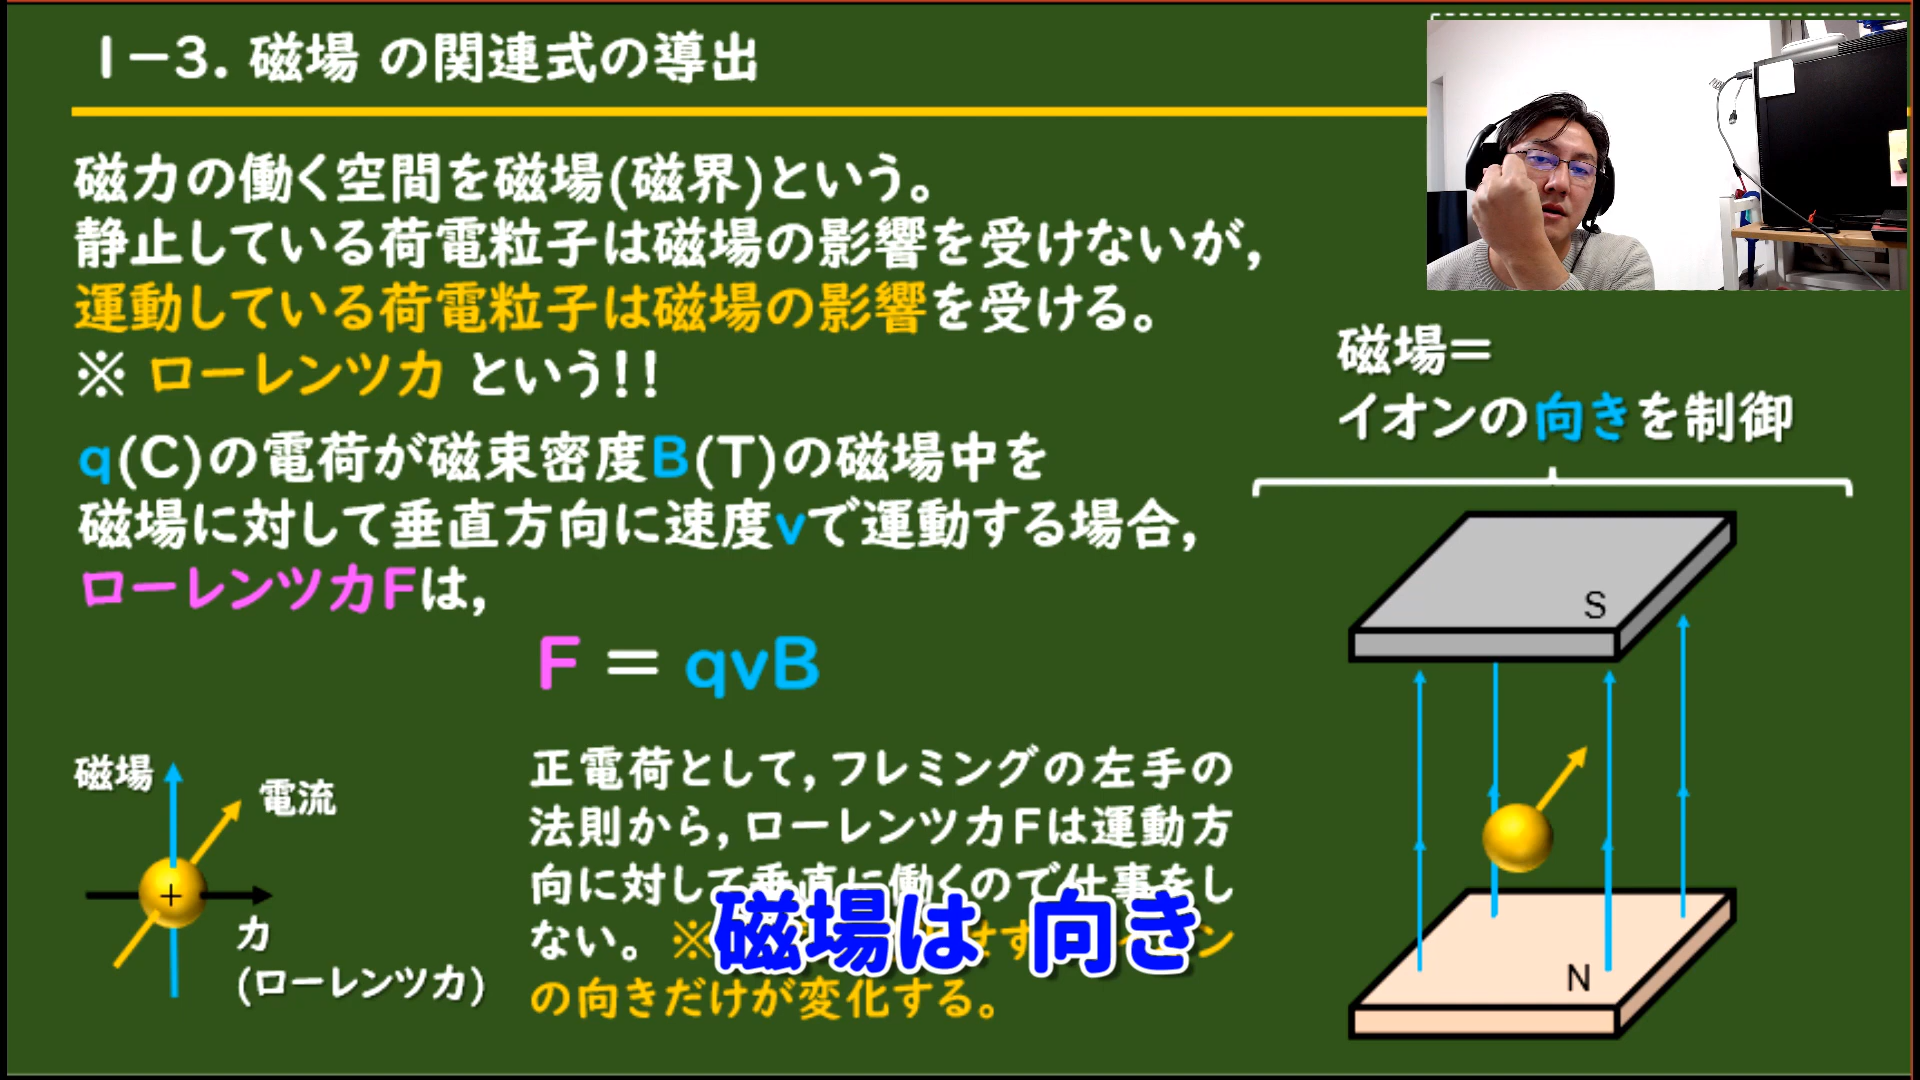 1-3. 磁場 の関連式の導出
磁力の働く空間を磁場(磁界)という。
静止している荷電粒子は磁場の影響を受けないが,
運動している荷電粒子は磁場の影響を受ける。
※ ローレンツ力 という!!
q(C)の電荷が磁束密度B(T)の磁場中を
磁場に対して垂直方向に速度vで運動する場合,
ローレンツ力Fは,
F = qvB
磁場=
イオンの向きを制御
S
N
磁場
電流
+
力
(ローレンツ力)
正電荷として,フレミングの左手の
法則から,ローレンツ力Fは運動方
向に対して垂直に働くので仕事をし
ない。※
の向きだけが変化する。
磁場は 向き